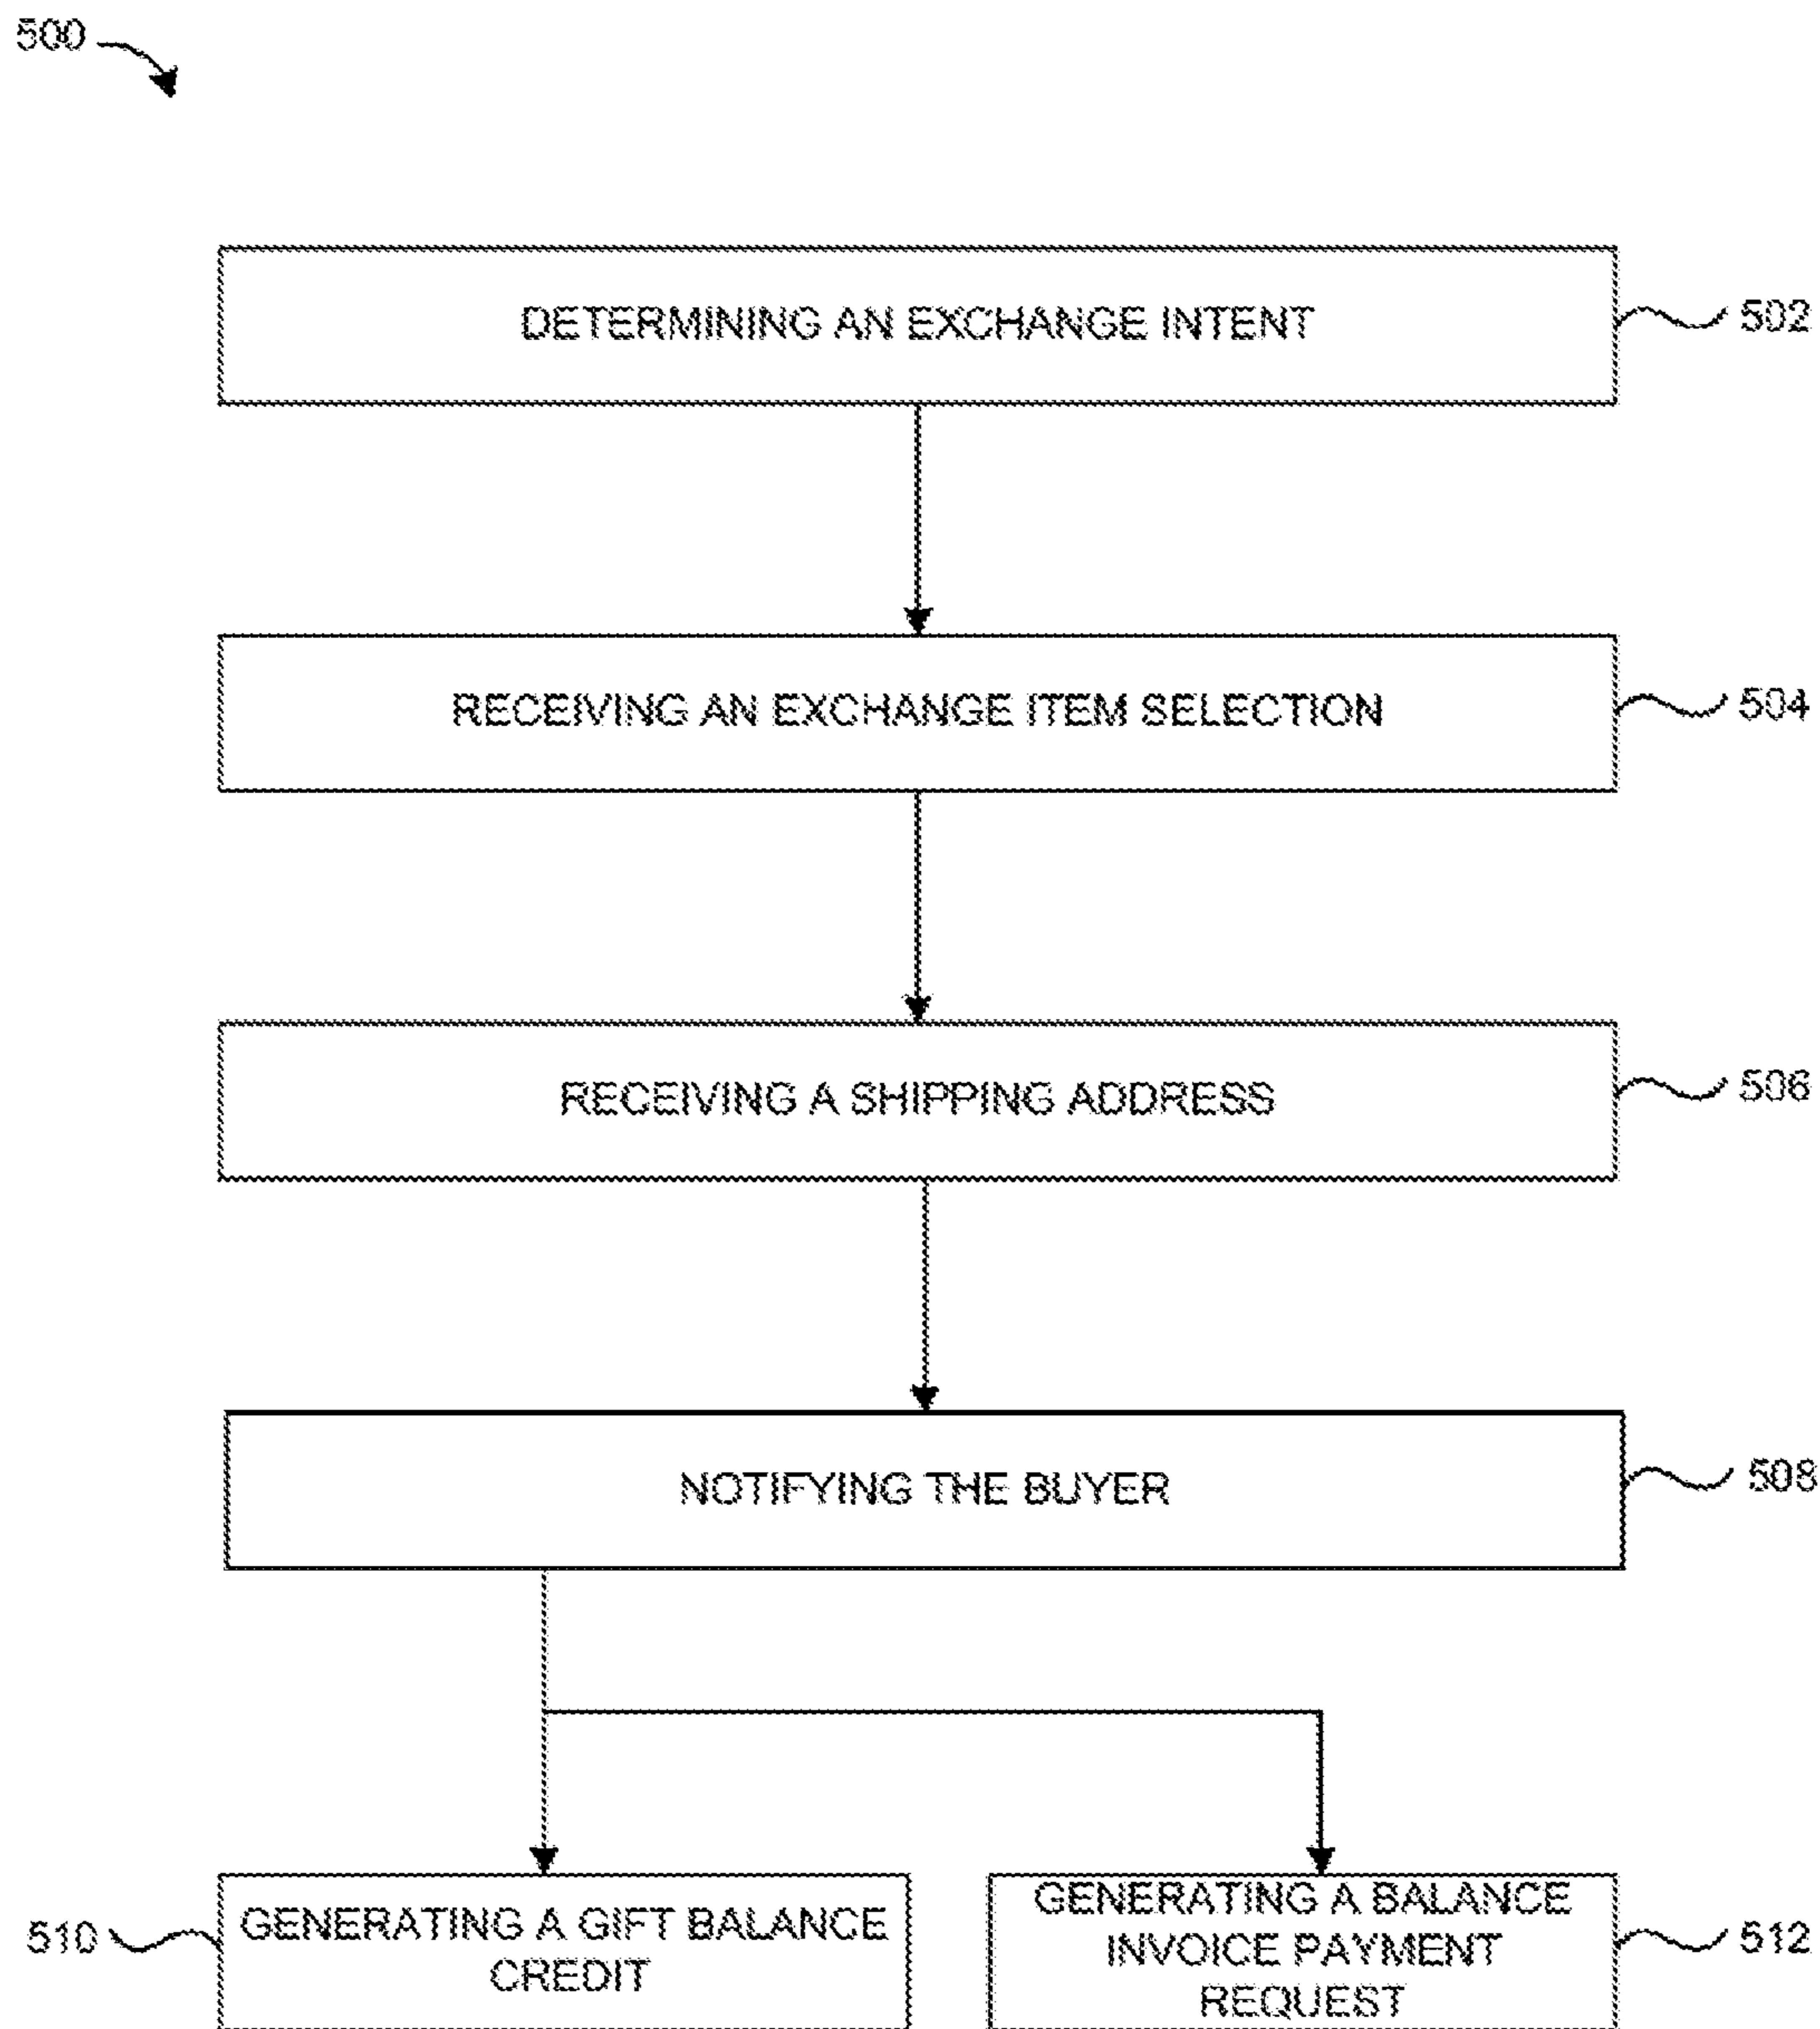 500
DETERMINING AN EXCHANGE INTENT
502
RECEIVING AN EXCHANGE ITEM SELECTION
504
RECEIVING A SHIPPING ADDRESS
506
NOTIFYING THE BUYER
508
510
GENERATING A GIFT BALANCE
CREDIT
GENERATING A BALANCE
INVOICE PAYMENT
REQUEST
512